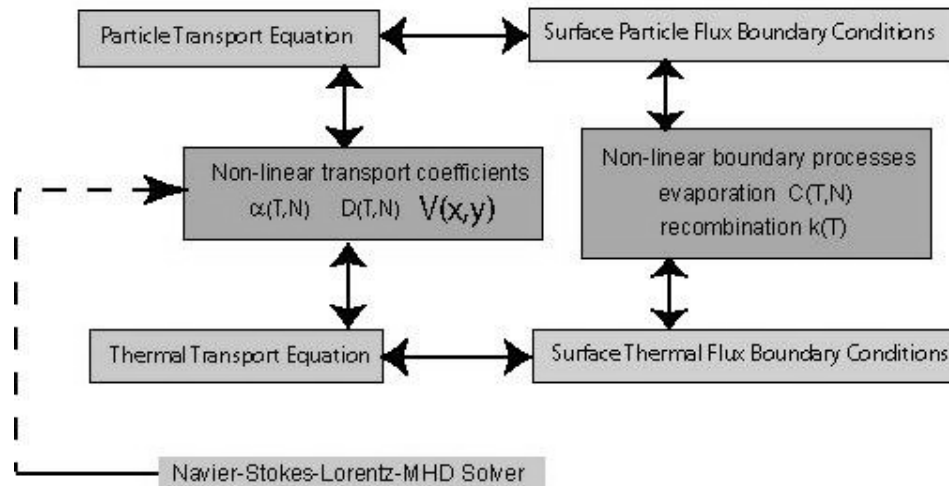 Particle Transport Equation
Surface Particle Flux Boundary Conditions
Non-linear transport coefficients
α(T,N) D(T,N) V(x,y)
Non-linear boundary processes
evaporation C(T,N)
recombination k(T)
Thermal Transport Equation
Surface Thermal Flux Boundary Conditions
Navier-Stokes-Lorentz-MHD Solver